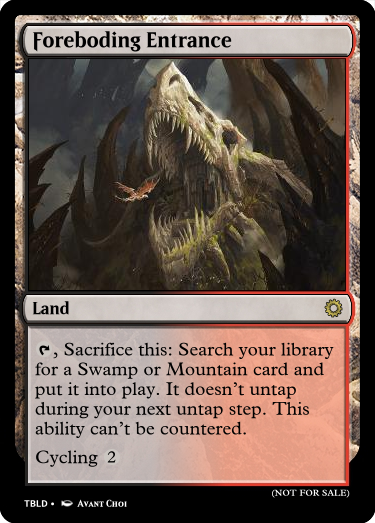 Foreboding Entrance
Land
, Sacrifice this: Search your library
for a Swamp or Mountain card and
put it into play. It doesn't untap
during your next untap step. This
ability can't be countered.
Cycling 2
(NOT FOR SALE)
TBLD • Avant Choi